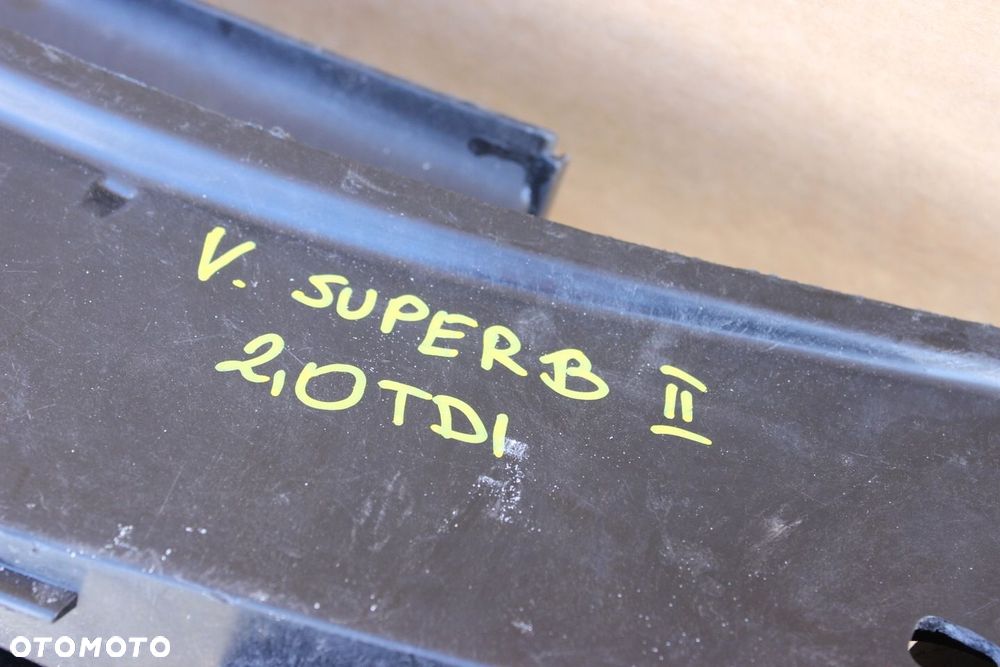 V. SUPERB II
2,0TDI
OTOMOTO